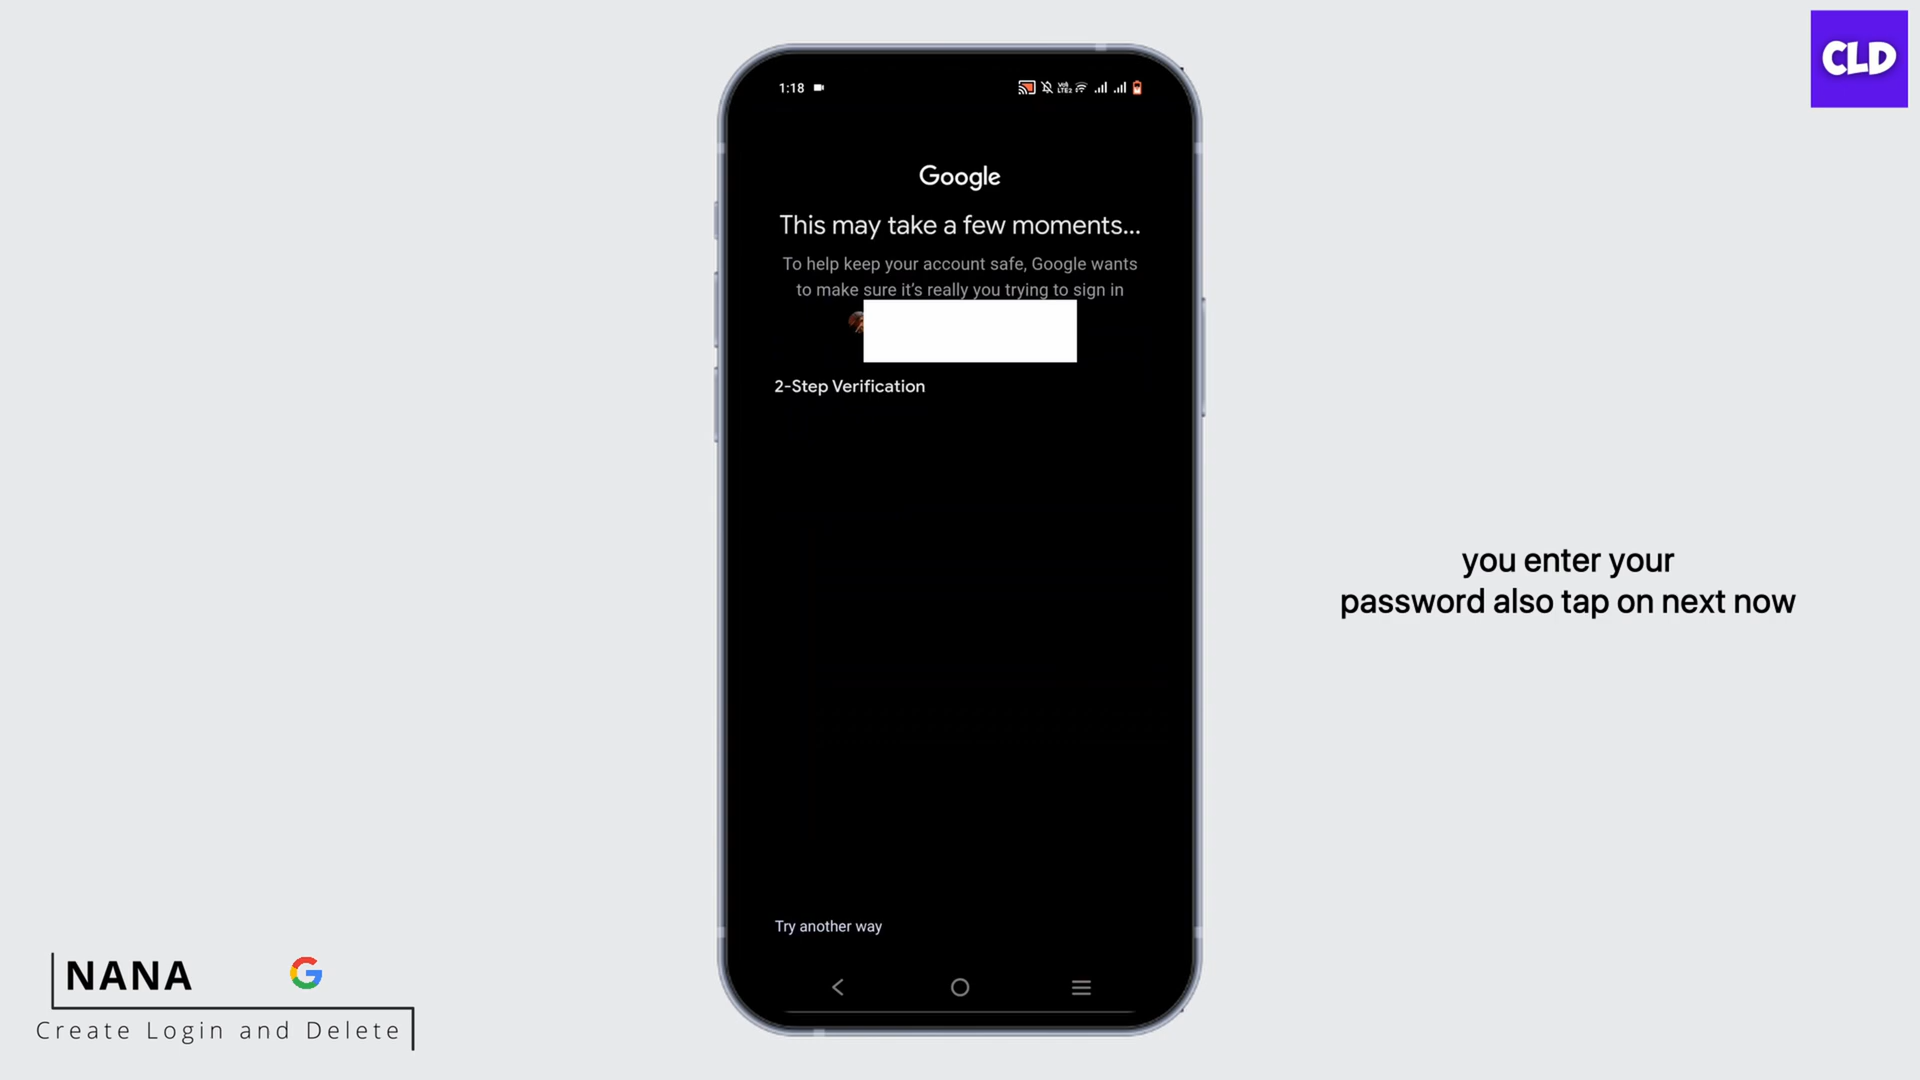 CLD
1:18
Google
This may take a few moments...
To help keep your account safe, Google wants
to make sure it’s really you trying to sign in
2-Step Verification
you enter your
password also tap on next now
Try another way
NANA
Create Login and Delete